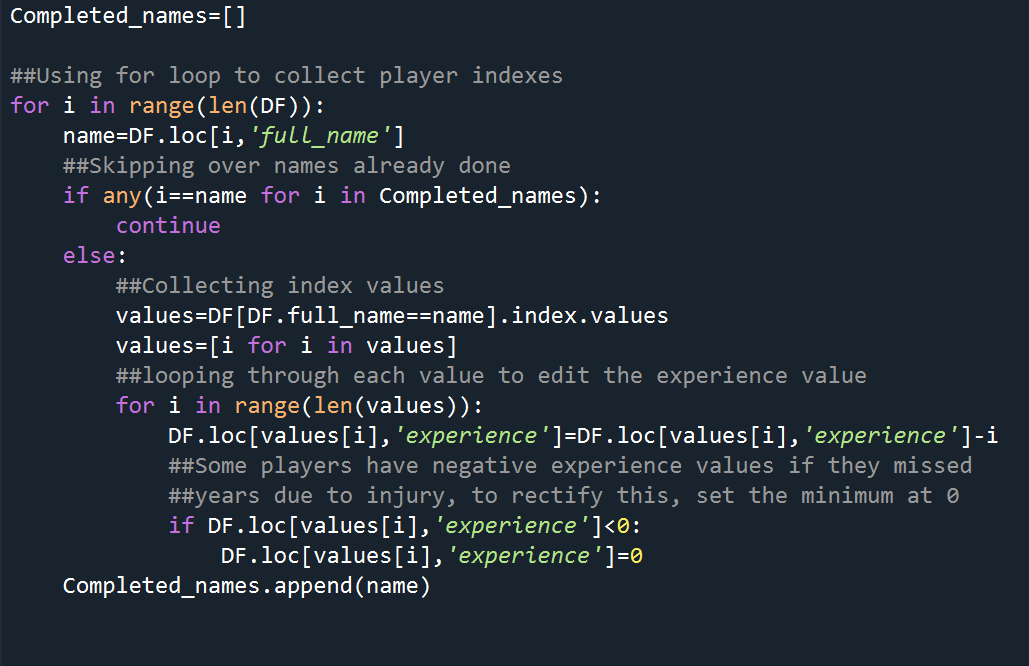 Completed_names=[]
##Using for loop to collect player indexes
for i in range(len(DF)):
    name=DF.loc[i,'full_name']
    ##Skipping over names already done
    if any(i==name for i in Completed_names):
        continue
    else:
        ##Collecting index values
        values=DF[DF.full_name==name].index.values
        values=[i for i in values]
        ##looping through each value to edit the experience value
        for i in range(len(values)):
            DF.loc[values[i],'experience']=DF.loc[values[i],'experience']-i
            ##Some players have negative experience values if they missed
            ##years due to injury, to rectify this, set the minimum at 0
            if DF.loc[values[i],'experience']<0:
                DF.loc[values[i],'experience']=0
    Completed_names.append(name)